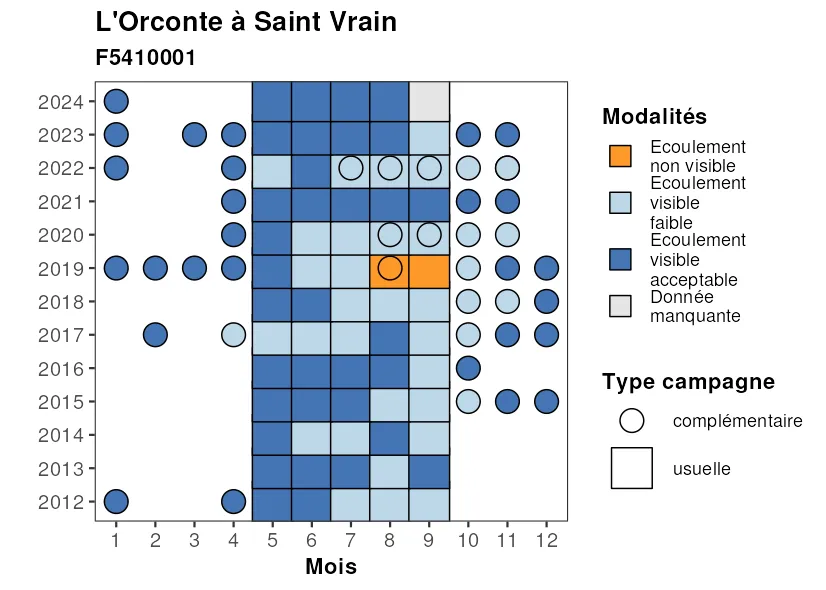 L'Orconte à Saint Vrain
F5410001
2024
2023
2022
2021
2020
2019
2018
2017
2016
2015
2014
2013
2012
1 2 3 4 5 6 7 8 9 10 11 12
Mois
Modalités
Ecoulement
non visible
Ecoulement
visible
faible
Ecoulement
visible
acceptable
Donnée
manquante
Type campagne
complémentaire
usuelle